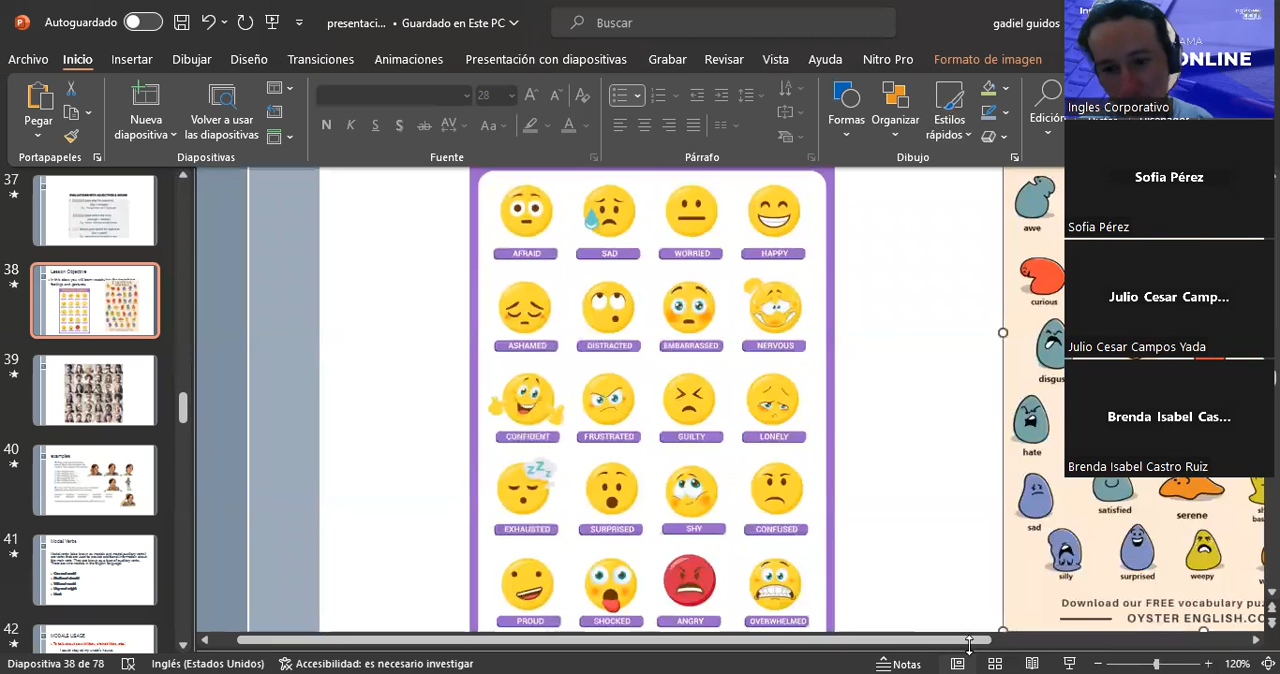 Autoguardado
presentaci... • Guardado en Este PC
Buscar
gadiel guidos
Archivo Inicio Insertar Dibujar Diseño Transiciones Animaciones Presentación con diapositivas Grabar Revisar Vista Ayuda Nitro Pro Formato de imagen
Pegar
Nueva diapositiva
Volver a usar las diapositivas
28
N K S S ab AV Aa A
Formas
Organizar
Estilos rápidos
Edición
Portapapeles
Diapositivas
Fuente
Párrafo
Dibujo
ONLINE
Ingles Corporativo
Sofia Pérez
Sofia Pérez
Julio Cesar Camp...
Julio Cesar Campos Yada
Brenda Isabel Cas...
Brenda Isabel Castro Ruiz
37
38
Lesson Objective
39
40
examples
41
Modal Verbs
42
MODALS USAGE
AFRAID SAD WORRIED HAPPY
ASHAMED DISTRACTED EMBARRASSED NERVOUS
CONFIDENT FRUSTRATED GUILTY LONELY
EXHAUSTED SURPRISED SHY CONFUSED
PROUD SHOCKED ANGRY OVERWHELMED
awe
curious
disgus
hate
sad satisfied serene
silly surprised weepy
Download our FREE vocabulary pu
OYSTER ENGLISH.CO
Diapositiva 38 de 78
Inglés (Estados Unidos)
Accesibilidad: es necesario investigar
Notas
120%